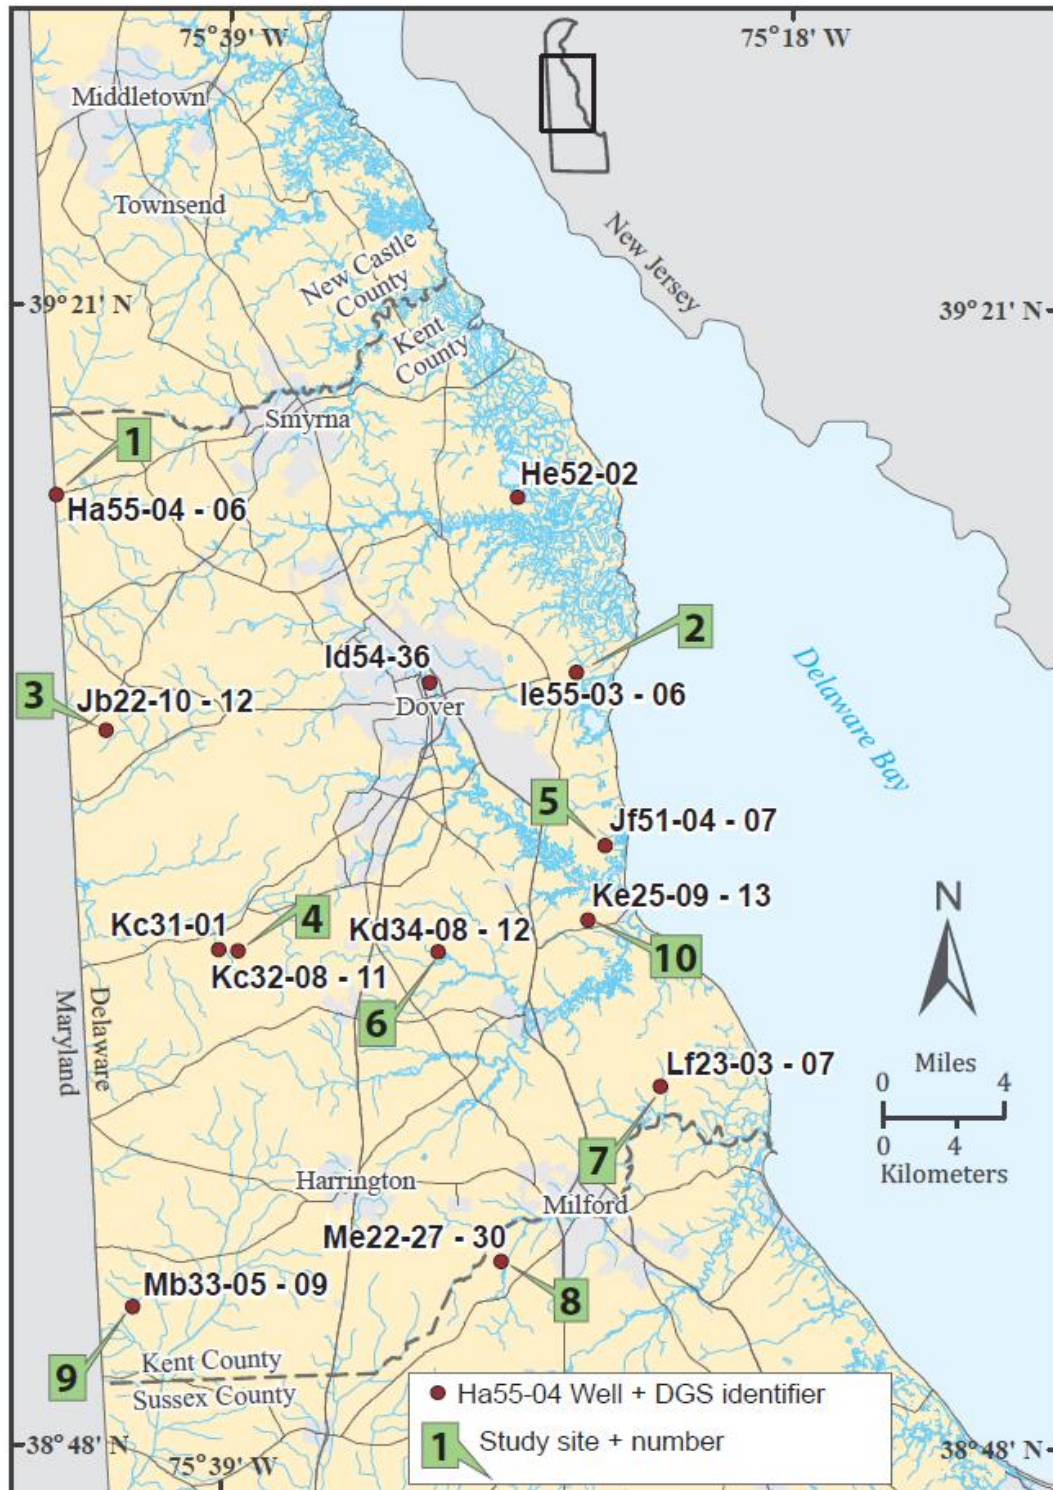 75°39' W
75°18' W
Middletown
Townsend
New Jersey
New Castle
County
39°21' N
39°21' N
Kent
County
Smyrna
1
He52-02
Ha55-04 - 06
2
Id54-36
3
Jb22-10 - 12
Ie55-03 - 06
Dover
Delaware Bay
5
Jf51-04 - 07
Ke25-09 - 13
4
Kc31-01
Kd34-08 - 12
N
10
Kc32-08 - 11
6
Delaware
Maryland
Miles
0 4
0 4
Kilometers
Lf23-03 - 07
7
Harrington
Milford
Me22-27 - 30
Mb33-05 - 09
8
9
Kent County
Sussex County
Ha55-04 Well + DGS identifier
1 Study site + number
38°48' N
38°48' N
75°39' W